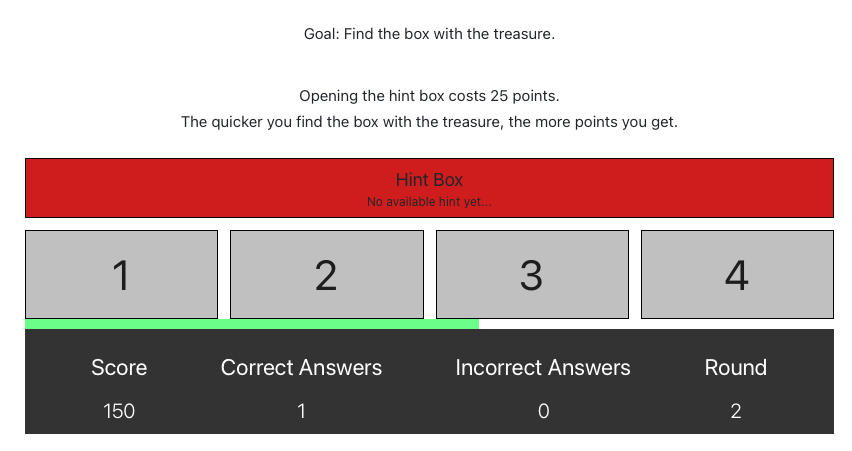 Goal: Find the box with the treasure.
Opening the hint box costs 25 points.
The quicker you find the box with the treasure, the more points you get.
Hint Box
No available hint yet...
1 2 3 4
Score Correct Answers Incorrect Answers Round
150 1 0 2